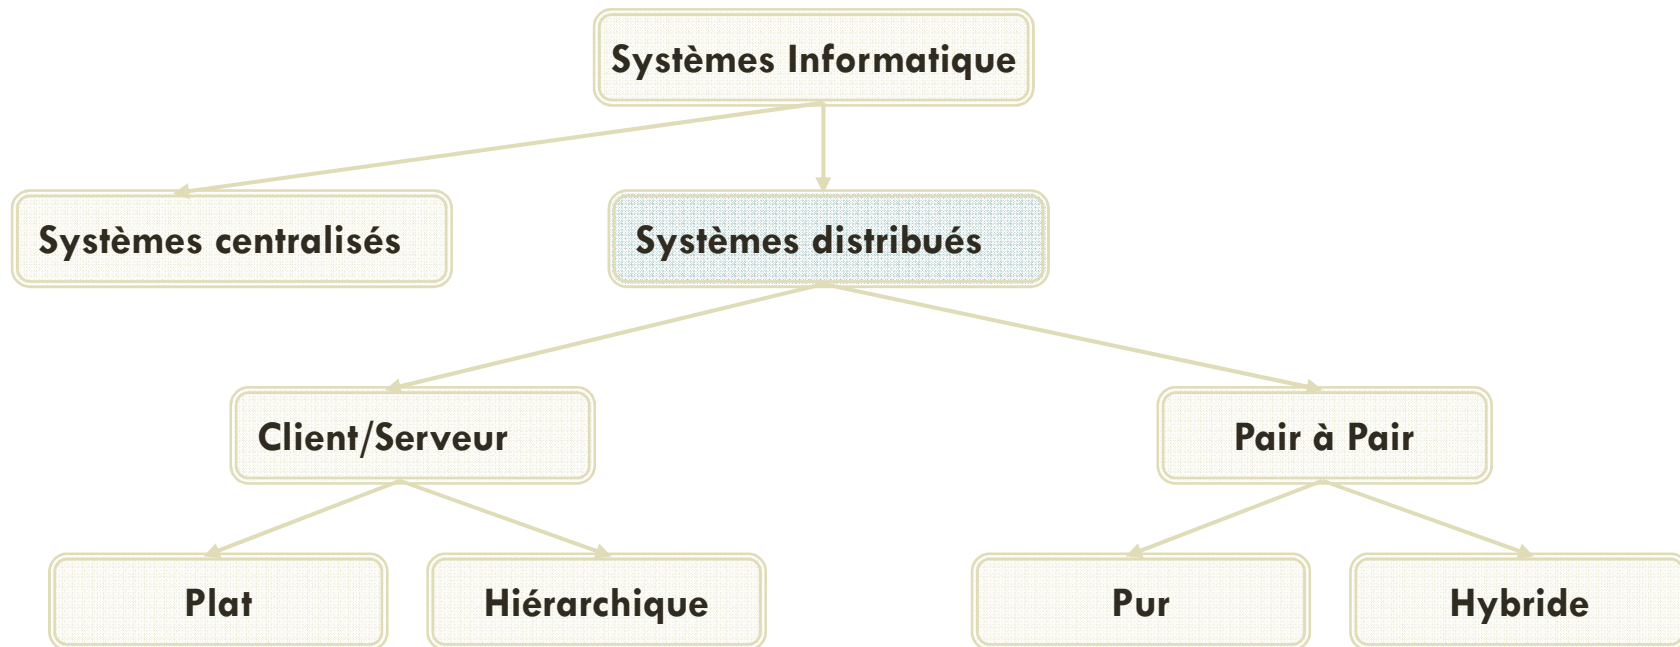 Systèmes Informatique
Systèmes centralisés
Systèmes distribués
Client/Serveur
Pair à Pair
Plat
Hiérarchique
Pur
Hybride